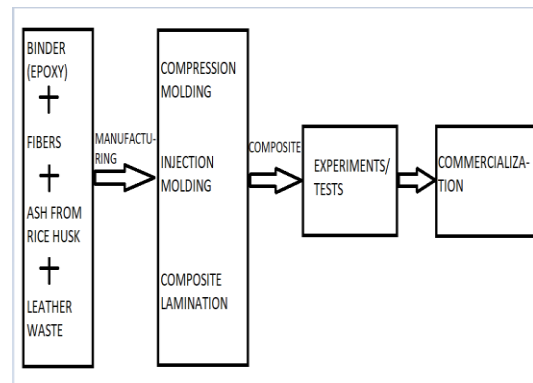 BINDER
(EPOXY)
+
FIBERS
+
ASH FROM
RICE HUSK
+
LEATHER
WASTE
MANUFACTU-
RING
COMPRESSION
MOLDING
INJECTION
MOLDING
COMPOSITE
LAMINATION
COMPOSITE
EXPERIMENTS/
TESTS
COMMERCIALIZA-
TION